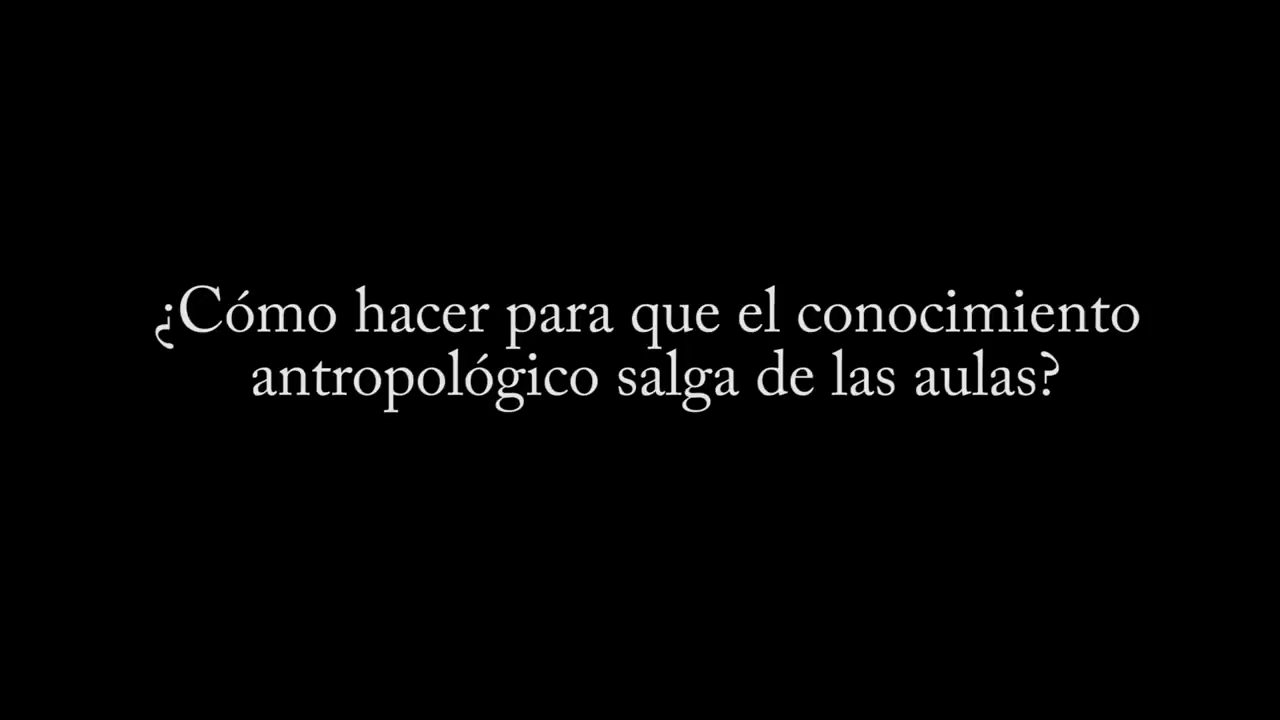 ¿Cómo hacer para que el conocimiento
antropológico salga de las aulas?